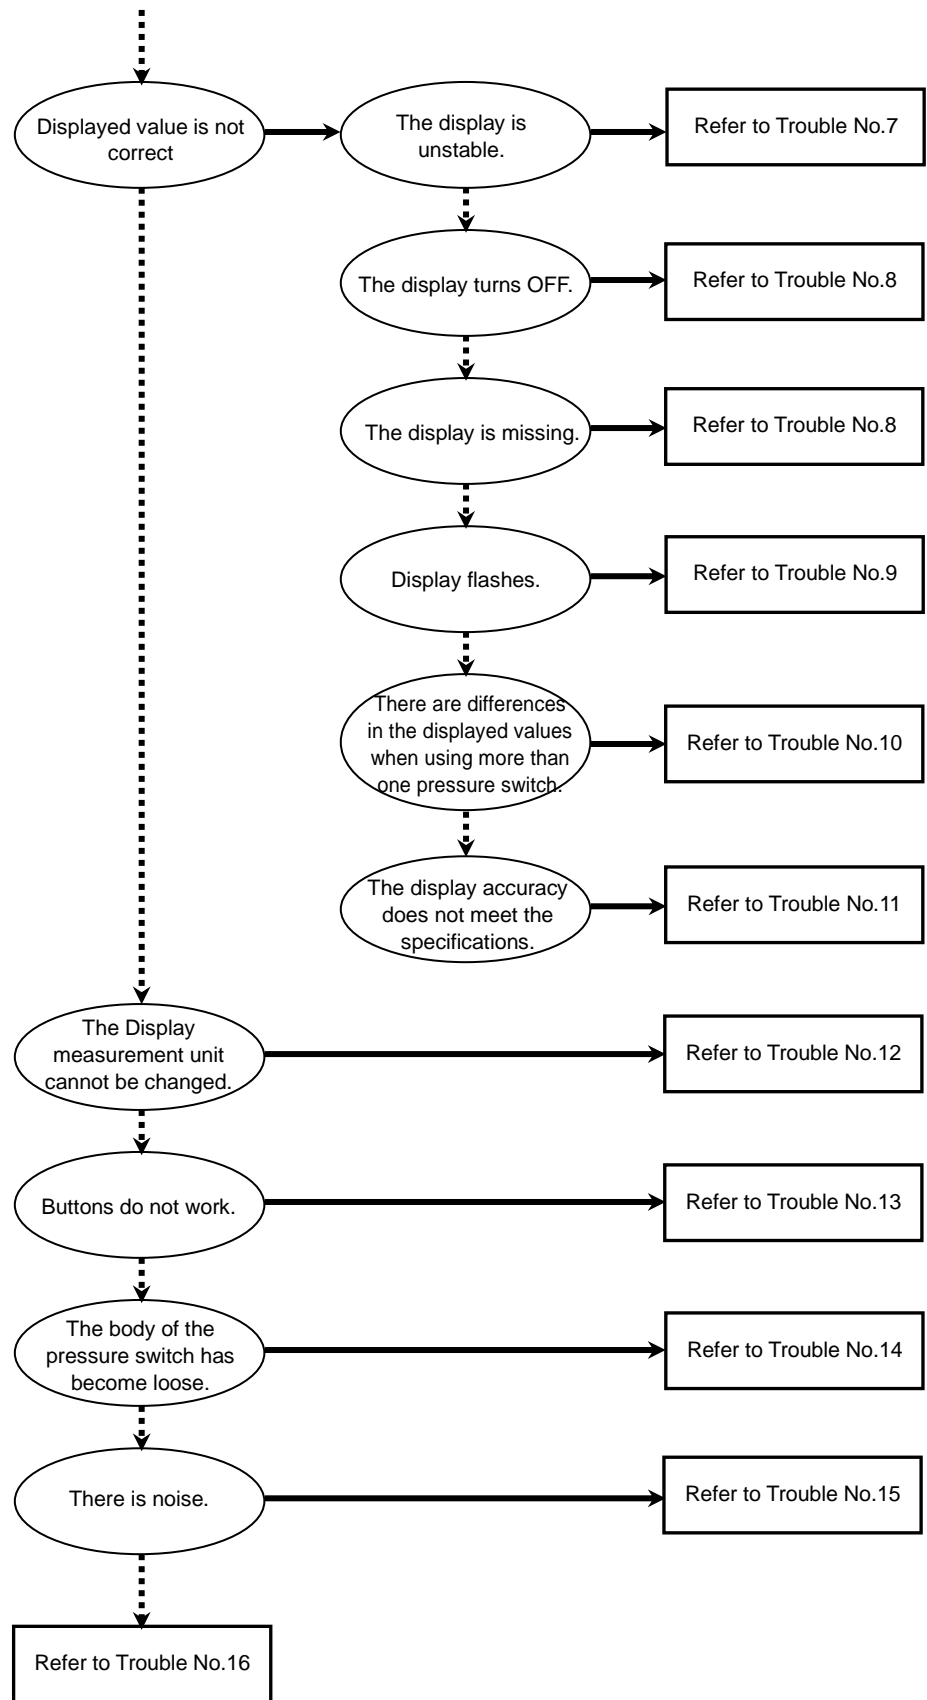 Displayed value is not
correct
The display is
unstable.
Refer to Trouble No.7
The display turns OFF.
Refer to Trouble No.8
The display is missing.
Refer to Trouble No.8
Display flashes.
Refer to Trouble No.9
There are differences
in the displayed values
when using more than
one pressure switch.
Refer to Trouble No.10
The display accuracy
does not meet the
specifications.
Refer to Trouble No.11
The Display
measurement unit
cannot be changed.
Refer to Trouble No.12
Buttons do not work.
Refer to Trouble No.13
The body of the
pressure switch has
become loose.
Refer to Trouble No.14
There is noise.
Refer to Trouble No.15
Refer to Trouble No.16